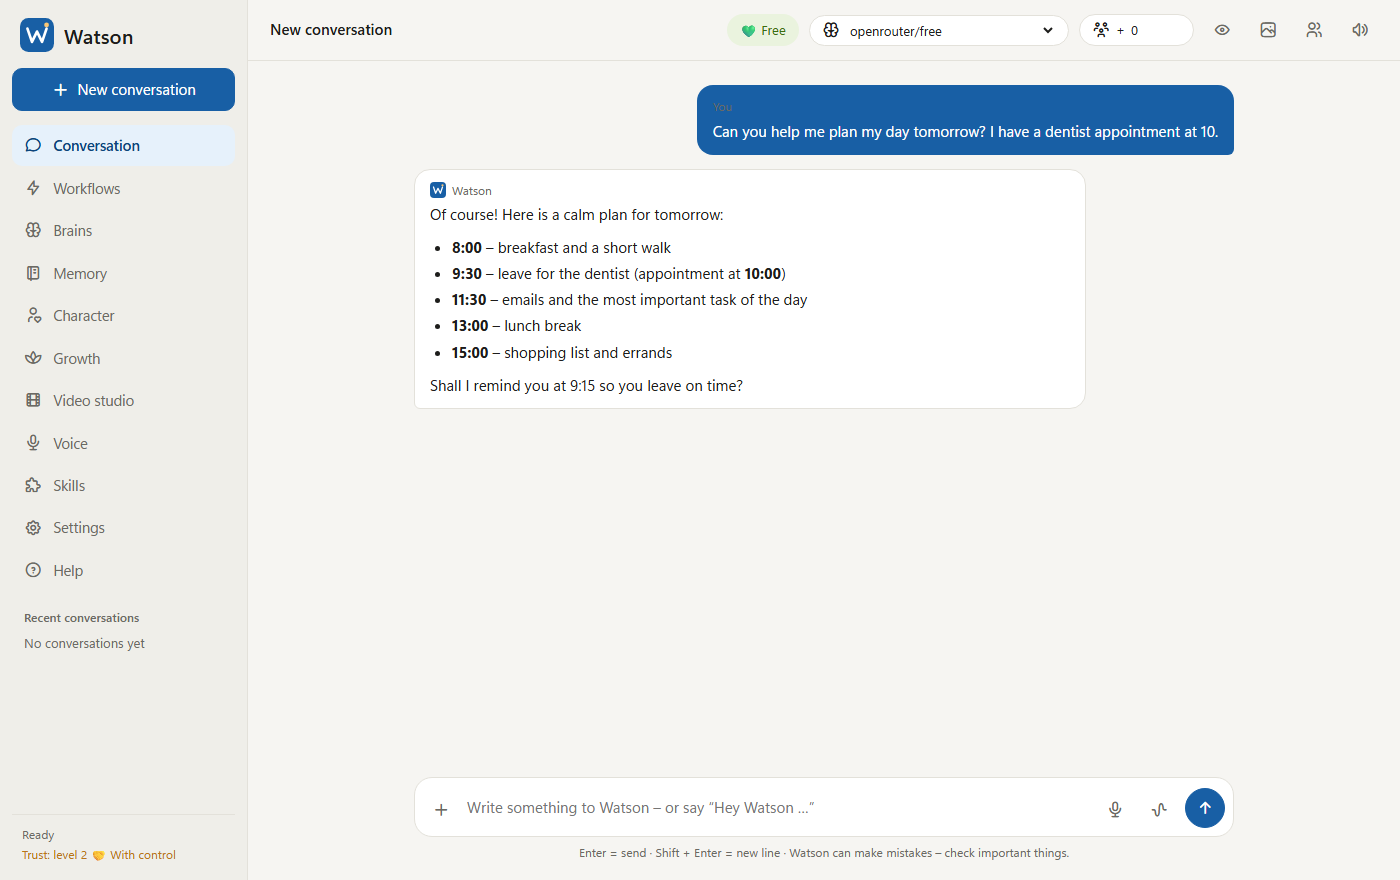 Watson
New conversation
Conversation
Workflows
Brains
Memory
Character
Growth
Video studio
Voice
Skills
Settings
Help
Recent conversations
No conversations yet
Ready
Trust: level 2 🤝 With control
New conversation
💚 Free
openrouter/free
+ 0
You
Can you help me plan my day tomorrow? I have a dentist appointment at 10.
Watson
Of course! Here is a calm plan for tomorrow:
• 8:00 – breakfast and a short walk
• 9:30 – leave for the dentist (appointment at 10:00)
• 11:30 – emails and the most important task of the day
• 13:00 – lunch break
• 15:00 – shopping list and errands
Shall I remind you at 9:15 so you leave on time?
Write something to Watson – or say “Hey Watson ...”
Enter = send · Shift + Enter = new line · Watson can make mistakes – check important things.